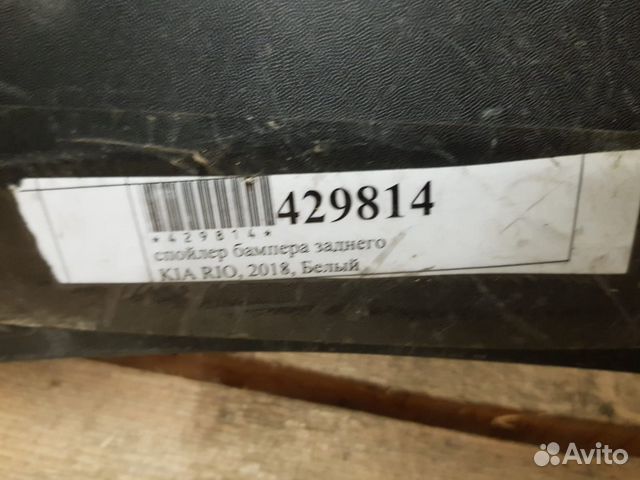 429814
*429814*
спойлер бампера заднего
KIA RIO, 2018, Белый
Avito